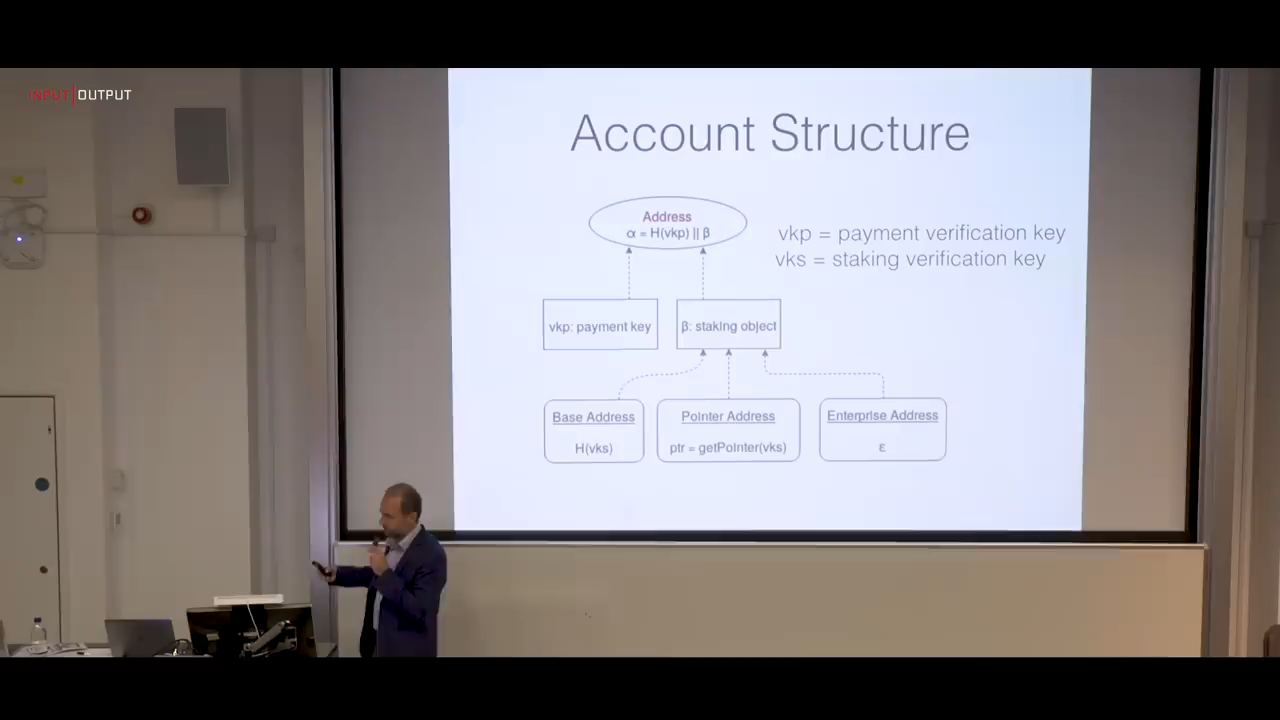 INPUT|OUTPUT
Account Structure
Address
α = H(vkp) || β
vkp = payment verification key
vks = staking verification key
vkp: payment key
β: staking object
Base Address
H(vks)
Pointer Address
ptr = getPointer(vks)
Enterprise Address
ε